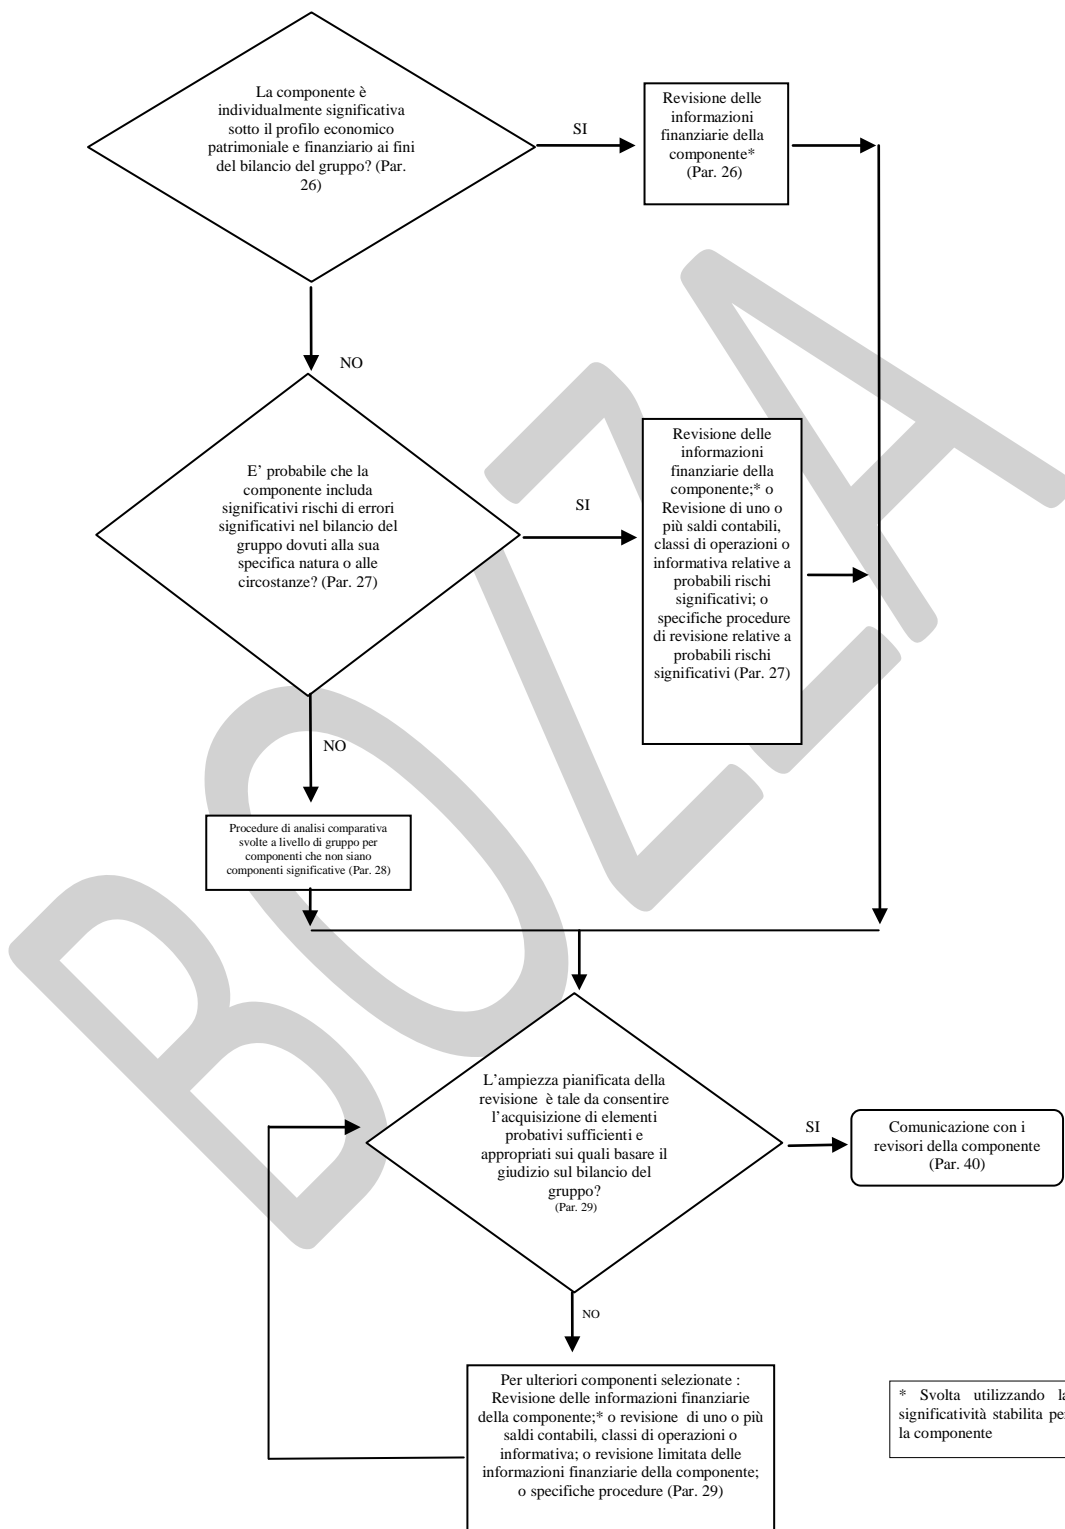 La componente è
individualmente significativa
sotto il profilo economico
patrimoniale e finanziario ai fini
del bilancio del gruppo? (Par.
26)
SI
Revisione delle
informazioni
finanziarie della
componente*
(Par. 26)
NO
E’ probabile che la
componente includa
significativi rischi di errori
significativi nel bilancio del
gruppo dovuti alla sua
specifica natura o alle
circostanze? (Par. 27)
SI
Revisione delle
informazioni
finanziarie della
componente;* o
Revisione di uno o
più saldi contabili,
classi di operazioni o
informativa relative a
probabili rischi
significativi; o
specifiche procedure
di revisione relative a
probabili rischi
significativi (Par. 27)
NO
Procedure di analisi comparativa
svolte a livello di gruppo per
componenti che non siano
componenti significative (Par. 28)
L’ampiezza pianificata della
revisione è tale da consentire
l’acquisizione di elementi
probativi sufficienti e
appropriati sui quali basare il
giudizio sul bilancio del
gruppo?
(Par. 29)
SI
Comunicazione con i
revisori della componente
(Par. 40)
NO
Per ulteriori componenti selezionate :
Revisione delle informazioni finanziarie
della componente;* o revisione di uno o più
saldi contabili, classi di operazioni o
informativa; o revisione limitata delle
informazioni finanziarie della componente;
o specifiche procedure (Par. 29)
* Svolta utilizzando la
significatività stabilita per
la componente
BOZZA